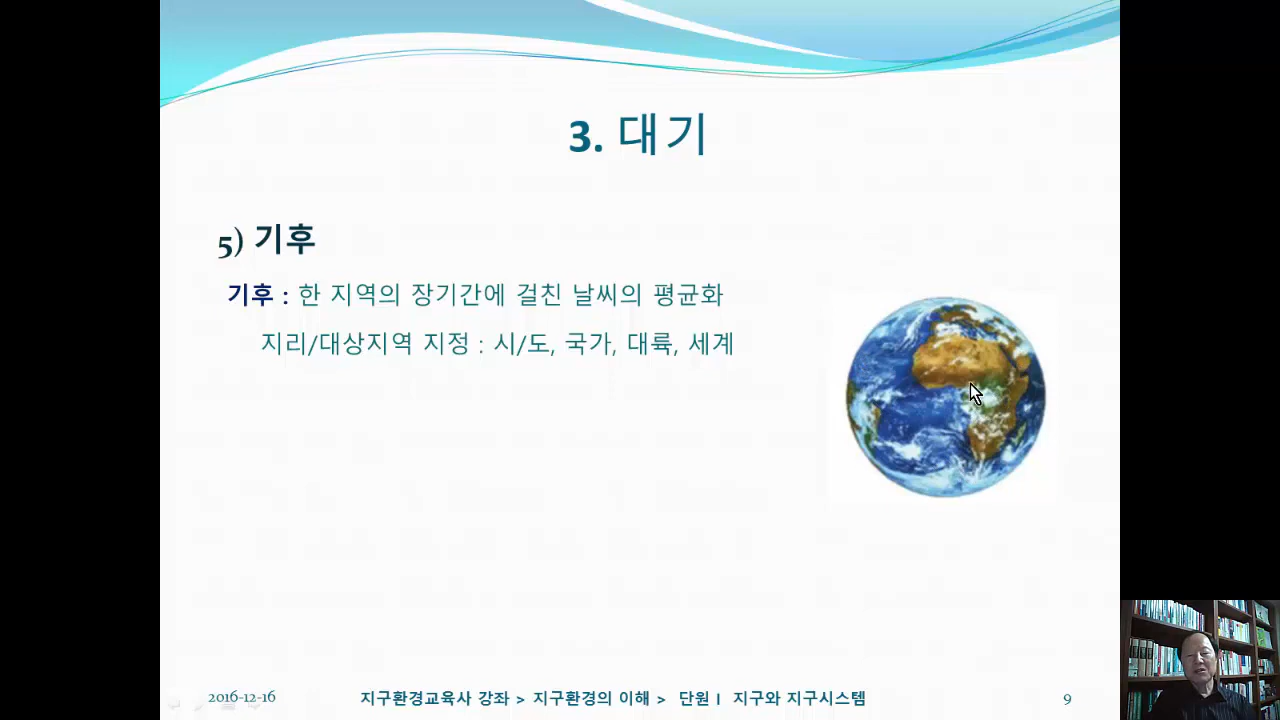 3. 대기
5) 기후
기후 : 한 지역의 장기간에 걸친 날씨의 평균화
지리/대상지역 지정 : 시/도, 국가, 대륙, 세계
2016-12-16 지구환경교육사 강좌 > 지구환경의 이해 > 단원 I 지구와 지구시스템 9